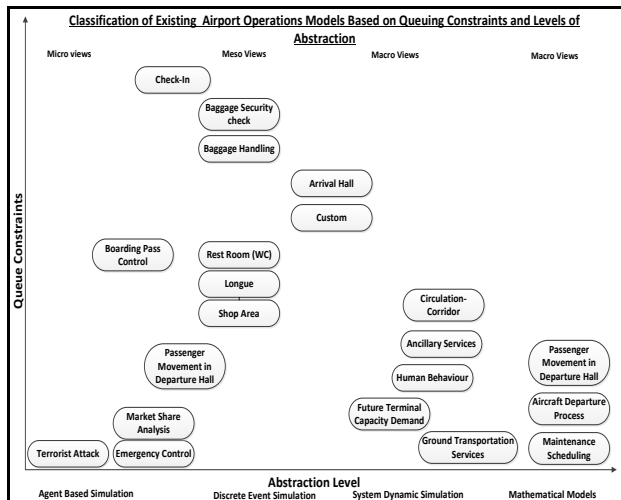 Classification of Existing Airport Operations Models Based on Queuing Constraints and Levels of
Abstraction
Micro views
Meso Views
Macro Views
Macro Views
Check-In
Baggage Security
check
Baggage Handling
Arrival Hall
Custom
Boarding Pass
Control
Rest Room (WC)
Longue
Shop Area
Circulation-
Corridor
Ancillary Services
Passenger
Movement in
Departure Hall
Passenger
Movement in
Departure Hall
Human Behaviour
Future Terminal
Capacity Demand
Aircraft Departure
Process
Market Share
Analysis
Ground Transportation
Services
Maintenance
Scheduling
Terrorist Attack
Emergency Control
Queue Constraints
Abstraction Level
Agent Based Simulation
Discrete Event Simulation
System Dynamic Simulation
Mathematical Models